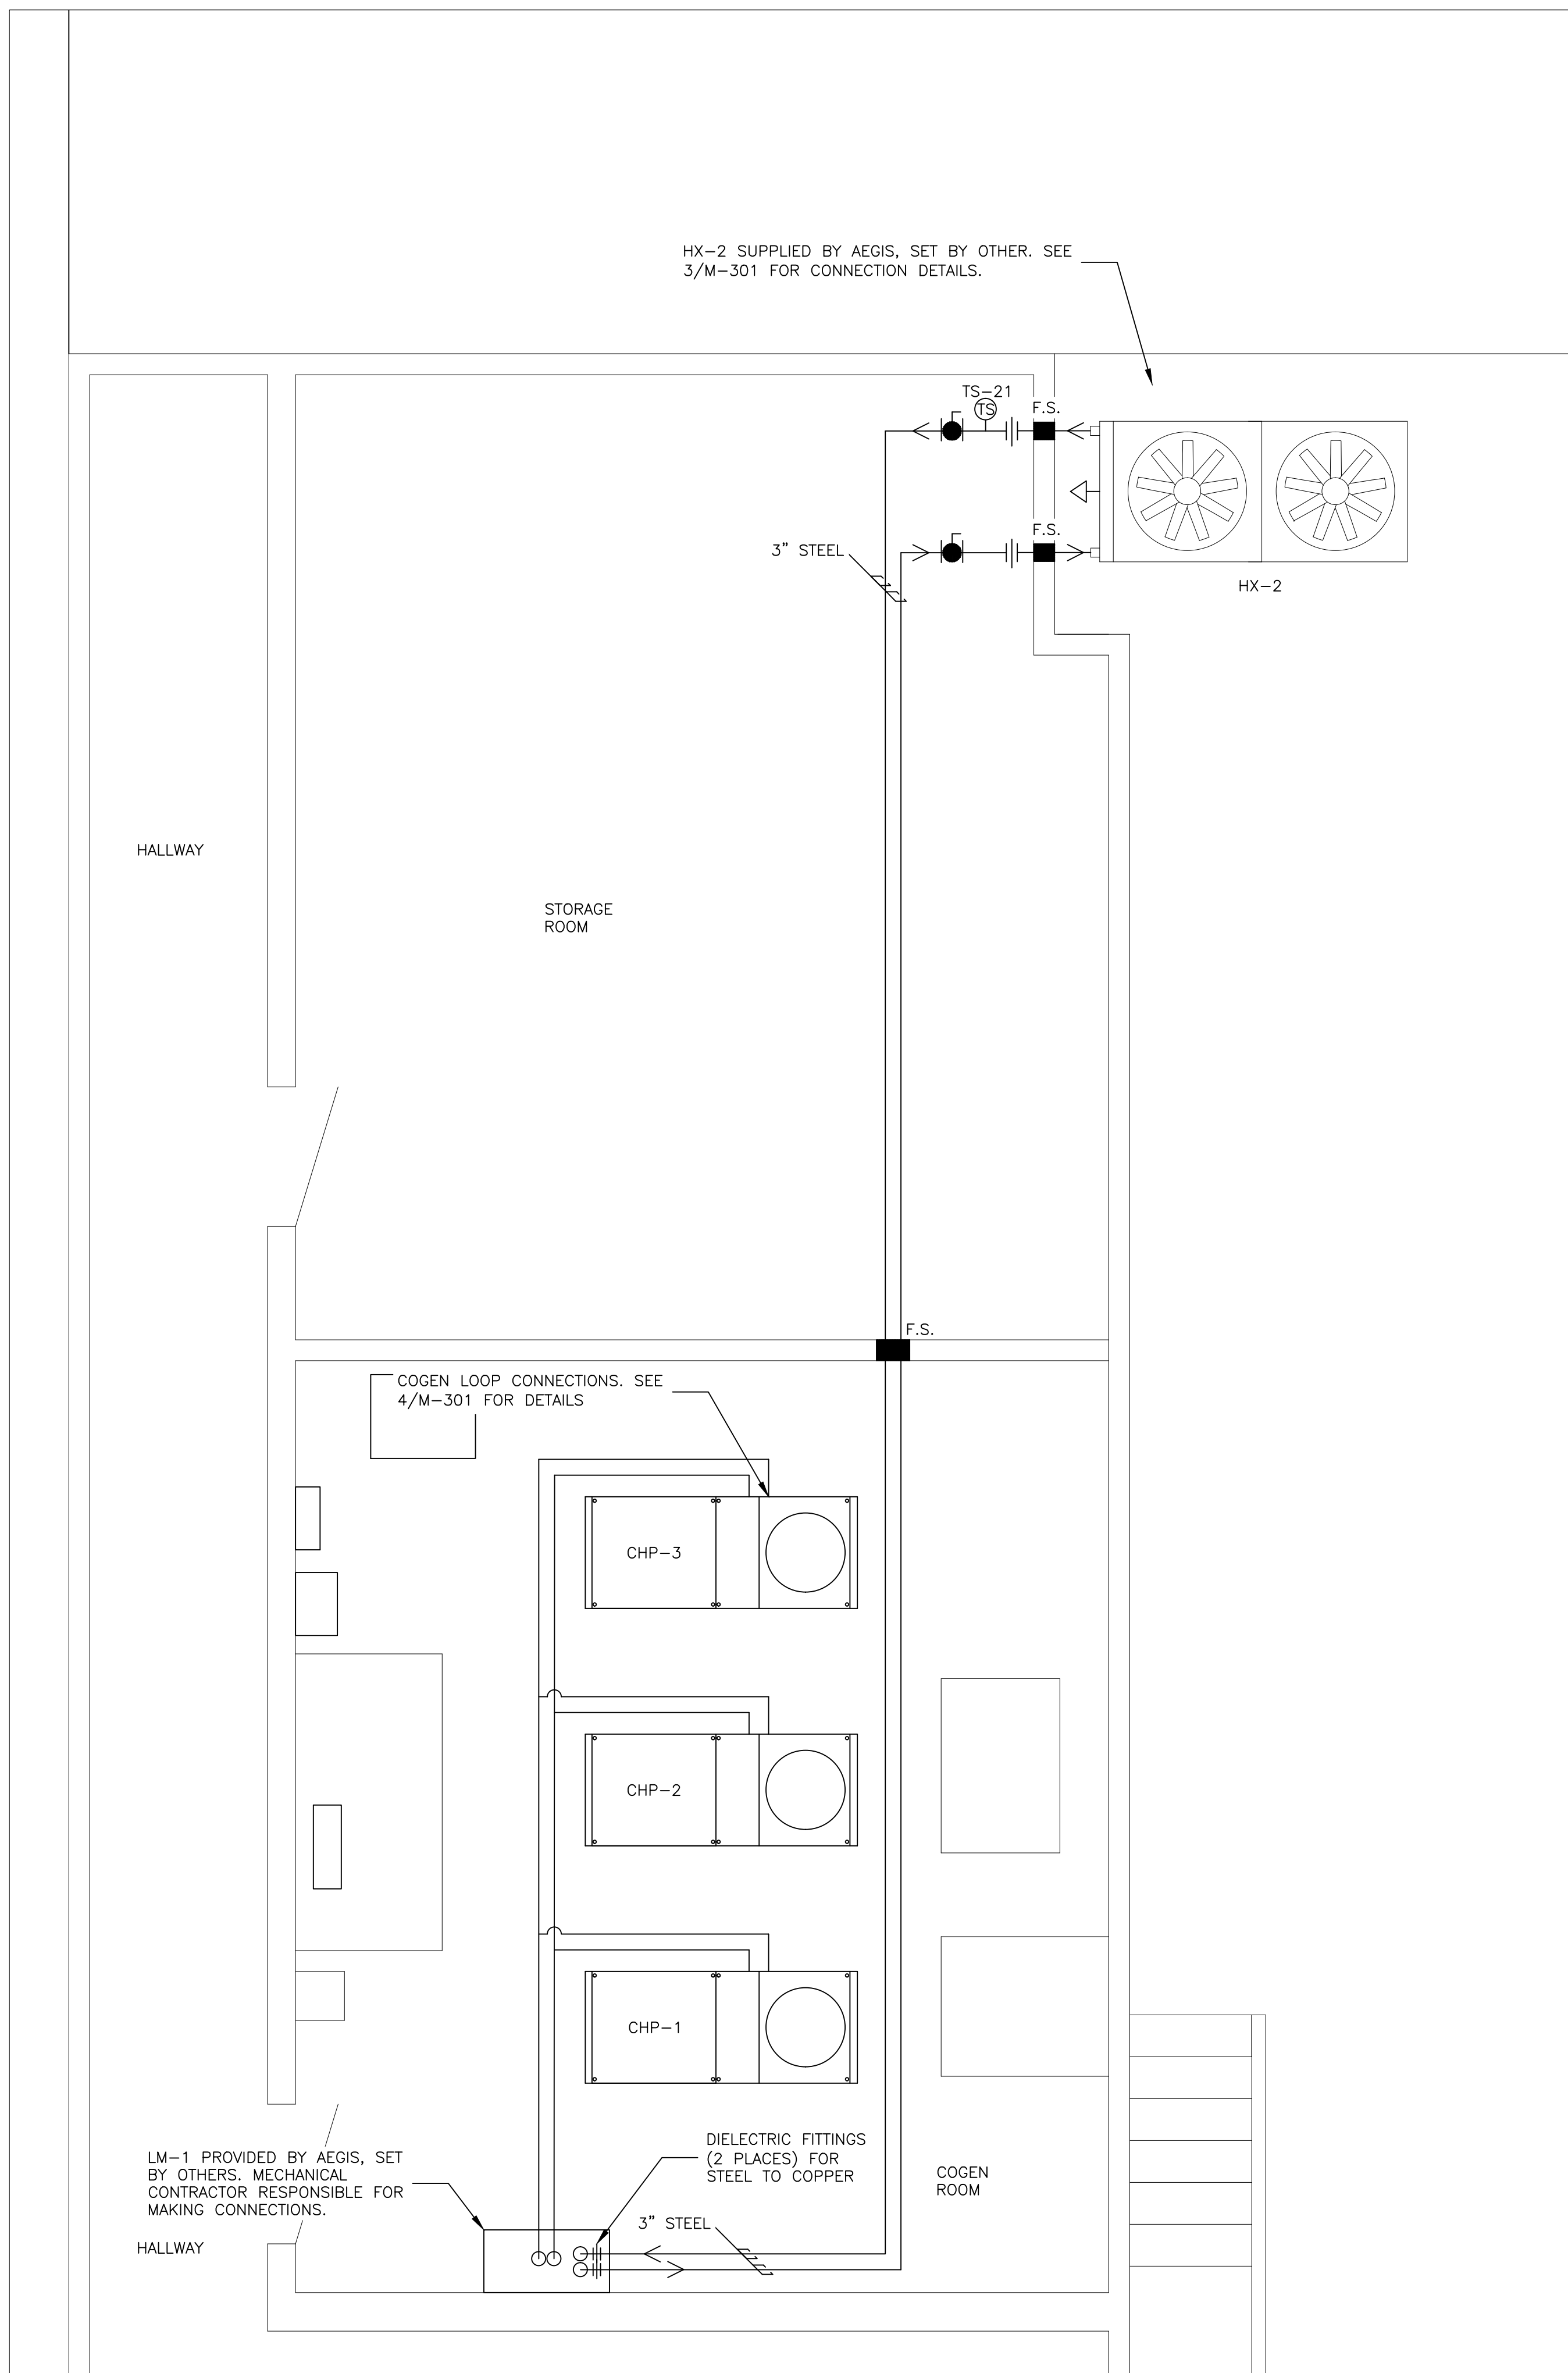 HX-2 SUPPLIED BY AEGIS, SET BY OTHER. SEE
3/M-301 FOR CONNECTION DETAILS.
TS-21
TS
F.S.
F.S.
3” STEEL
HX-2
HALLWAY
STORAGE
ROOM
F.S.
COGEN LOOP CONNECTIONS. SEE
4/M-301 FOR DETAILS
CHP-3
CHP-2
CHP-1
DIELECTRIC FITTINGS
(2 PLACES) FOR
STEEL TO COPPER
LM-1 PROVIDED BY AEGIS, SET
BY OTHERS. MECHANICAL
CONTRACTOR RESPONSIBLE FOR
MAKING CONNECTIONS.
COGEN
ROOM
3” STEEL
HALLWAY